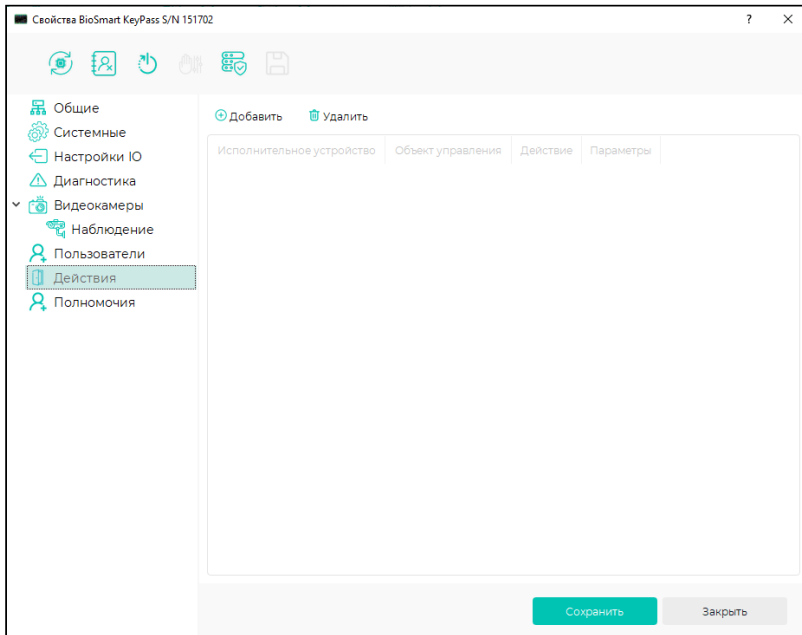 Свойства BioSmart KeyPass S/N 151702
Общие
Системные
Настройки IO
Диагностика
Видеокамеры
Наблюдение
Пользователи
Действия
Полномочия
Добавить Удалить
Исполнительное устройство Объект управления Действие Параметры
Сохранить Закрыть